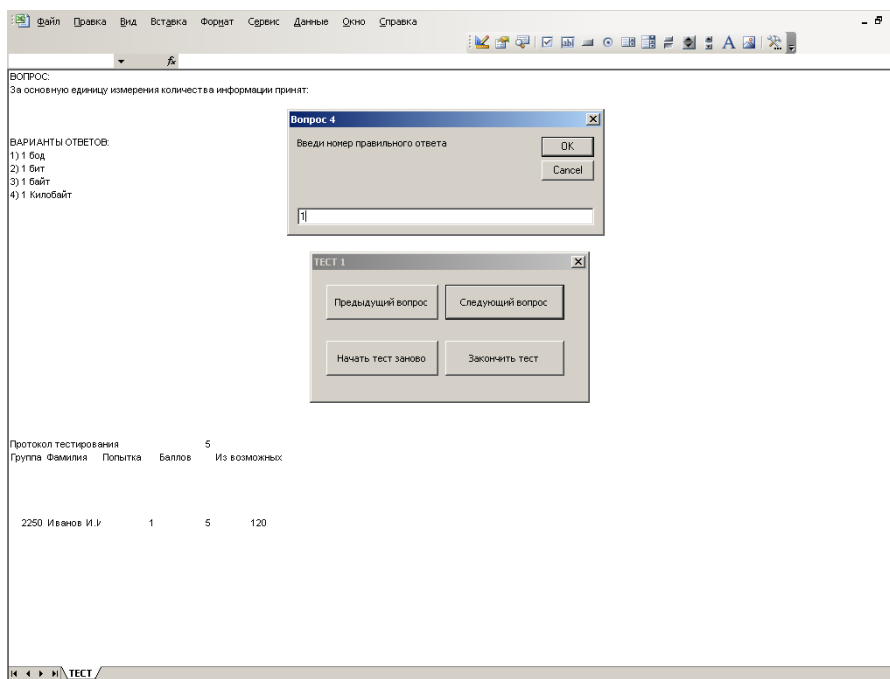 Файл Правка Вид Вставка Формат Сервис Данные Окно Справка
fx
ВОПРОС:
За основную единицу измерения количества информации принят:
Вопрос 4
Введи номер правильного ответа
OK
Cancel
1
ВАРИАНТЫ ОТВЕТОВ:
1) 1 бод
2) 1 бит
3) 1 байт
4) 1 Килобайт
ТЕСТ 1
Предыдущий вопрос Следующий вопрос
Начать тест заново Закончить тест
Протокол тестирования 5
Группа Фамилия Попытка Баллов Из возможных
2250 Иванов И.И 1 5 120
ТЕСТ